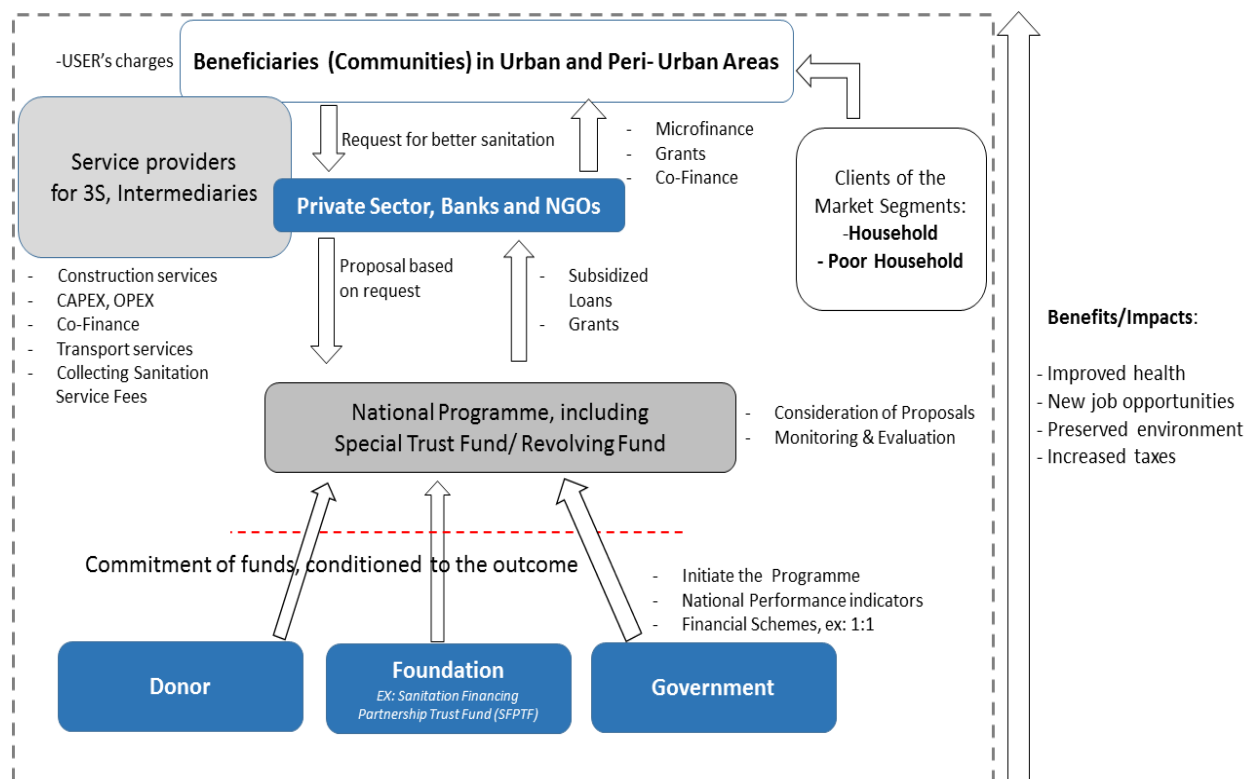 -USER's charges
Beneficiaries (Communities) in Urban and Peri- Urban Areas
Service providers
for 3S, Intermediaries
Request for better sanitation
- Microfinance
- Grants
- Co-Finance
Private Sector, Banks and NGOs
Clients of the
Market Segments:
-Household
- Poor Household
- Construction services
- CAPEX, OPEX
- Co-Finance
- Transport services
- Collecting Sanitation
Service Fees
Proposal based
on request
- Subsidized
Loans
- Grants
National Programme, including
Special Trust Fund/ Revolving Fund
- Consideration of Proposals
- Monitoring & Evaluation
Commitment of funds, conditioned to the outcome
- Initiate the Programme
- National Performance indicators
- Financial Schemes, ex: 1:1
Donor
Foundation
EX: Sanitation Financing
Partnership Trust Fund (SFPTF)
Government
Benefits/Impacts:
- Improved health
- New job opportunities
- Preserved environment
- Increased taxes